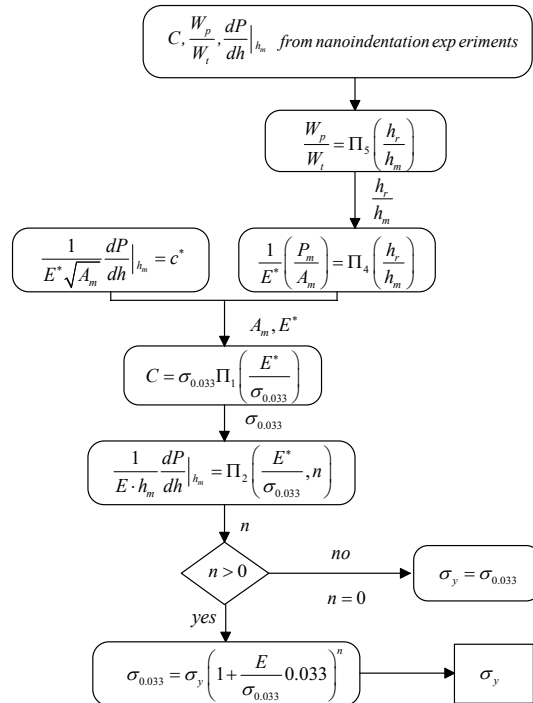 C, W_p/W_t, dP/dh|_{h_m} from nanoindentation exp eriments
W_p/W_t = Π_5 (h_r/h_m)
h_r/h_m
1/(E^*√A_m) dP/dh|_{h_m} = c^*
1/E^* (P_m/A_m) = Π_4 (h_r/h_m)
A_m, E^*
C = σ_{0.033} Π_1 (E^*/σ_{0.033})
σ_{0.033}
1/(E · h_m) dP/dh|_{h_m} = Π_2 (E^*/σ_{0.033}, n)
n
n > 0
no
n = 0
σ_y = σ_{0.033}
yes
σ_{0.033} = σ_y (1 + E/σ_{0.033} 0.033)^n
σ_y